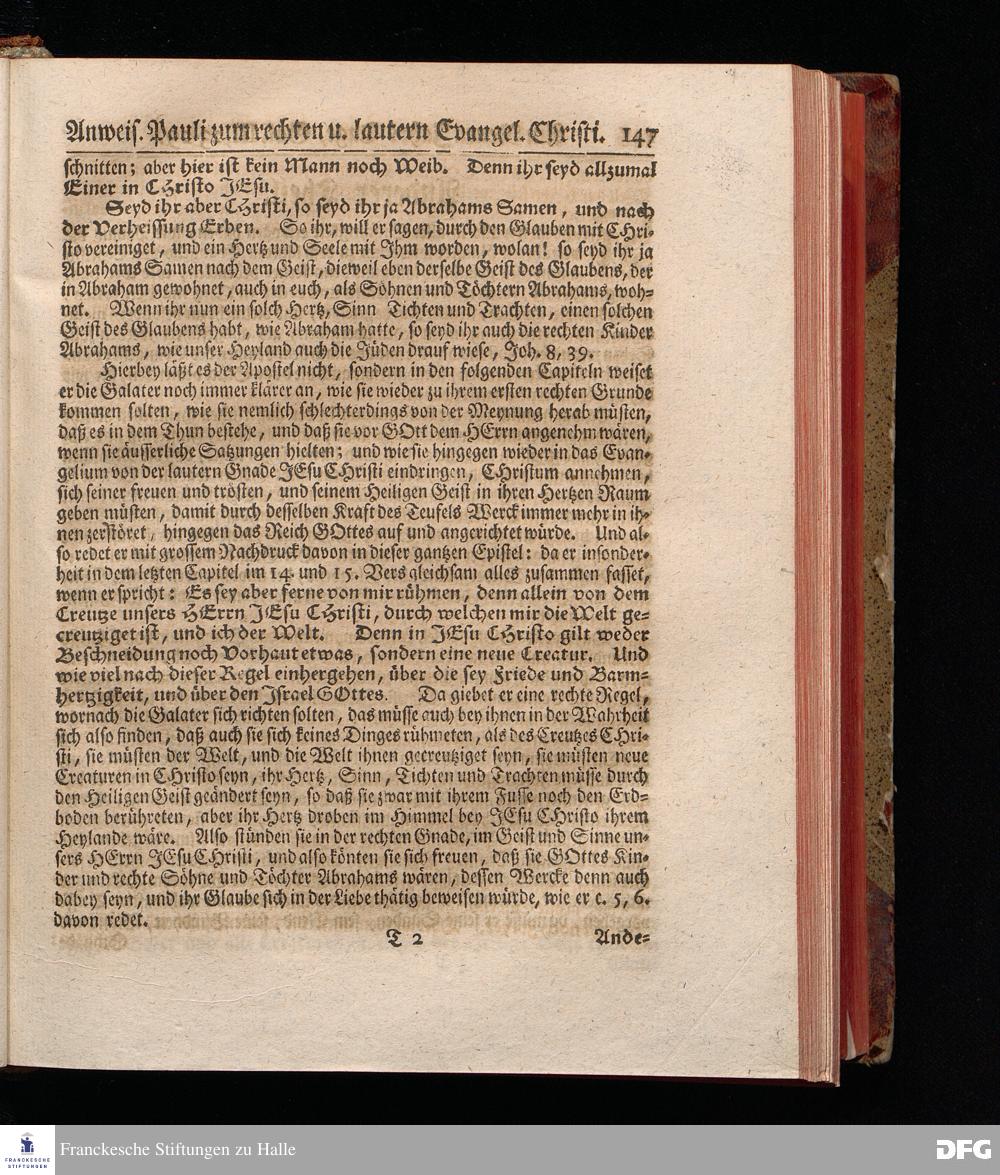 Anweis. Pauli zum rechten u. lautern Evangel. Christi. 147
schnitten; aber hier ist kein Mann noch Weib. Denn ihr seyd allzumal
Einer in CHristo JEsu.
Seyd ihr aber CHristi, so seyd ihr ja Abrahams Samen, und nach
der Verheissung Erben. So ihr, will er sagen, durch den Glauben mit CHri-
sto vereiniget, und ein Hertz und Seele mit Ihm worden, wolan! so seyd ihr ja
Abrahams Samen nach dem Geist, dieweil eben derselbe Geist des Glaubens, der
in Abraham gewohnet, auch in euch, als Söhnen und Töchtern Abrahams, woh-
net. Wenn ihr nun ein solch Hertz, Sinn Tichten und Trachten, einen solchen
Geist des Glaubens habt, wie Abraham hatte, so seyd ihr auch die rechten Kinder
Abrahams, wie unser Heyland auch die Jüden drauf wiese, Joh. 8, 39.
Hierbey läßt es der Apostel nicht, sondern in den folgenden Capiteln weiset
er die Galater noch immer klärer an, wie sie wieder zu ihrem ersten rechten Grunde
kommen solten, wie sie nemlich schlechterdings von der Meynung herab müsten,
daß es in dem Thun bestehe, und daß sie vor GOtt dem HErrn angenehm wären,
wenn sie äusserliche Satzungen hielten; und wie sie hingegen wieder in das Evan-
gelium von der lautern Gnade JEsu CHristi eindringen, CHristum annehmen,
sich seiner freuen und trösten, und seinem Heiligen Geist in ihren Hertzen Raum
geben müsten, damit durch desselben Kraft des Teufels Werck immer mehr in ih-
nen zerstöret, hingegen das Reich GOttes auf und angerichtet würde. Und al-
so redet er mit grossem Nachdruck davon in dieser gantzen Epistel: da er insonder-
heit in dem letzten Capitel im 14. und 15. Vers gleichsam alles zusammen fasset,
wenn er spricht: Es sey aber ferne von mir rühmen, denn allein von dem
Creutze unsers HErrn JEsu CHristi, durch welchen mir die Welt ge-
creutziget ist, und ich der Welt. Denn in JEsu CHristo gilt weder
Beschneidung noch Vorhaut etwas, sondern eine neue Creatur. Und
wie viel nach dieser Regel einhergehen, über die sey Friede und Barm-
hertzigkeit, und über den Israel GOttes. Da giebet er eine rechte Regel,
wornach die Galater sich richten solten, das müsse auch bey ihnen in der Wahrheit
sich also finden, daß auch sie sich keines Dinges rühmeten, als des Creutzes CHri-
sti, sie müsten der Welt, und die Welt ihnen gecreutziget seyn, sie müsten neue
Creaturen in CHristo seyn, ihr Hertz, Sinn, Tichten und Trachten müsse durch
den Heiligen Geist geändert seyn, so daß sie zwar mit ihrem Fusse noch den Erd-
boden berühreten, aber ihr Hertz droben im Himmel bey JEsu CHristo ihrem
Heylande wäre. Also stünden sie in der rechten Gnade, im Geist und Sinne un-
sers HErrn JEsu CHristi, und also könten sie sich freuen, daß sie GOttes Kin-
der und rechte Söhne und Töchter Abrahams wären, dessen Wercke denn auch
dabey seyn, und ihr Glaube sich in der Liebe thätig beweisen würde, wie er c. 5, 6.
davon redet.
T 2 Ande-
FRANCKESCHE STIFTUNGEN
Franckesche Stiftungen zu Halle
DFG